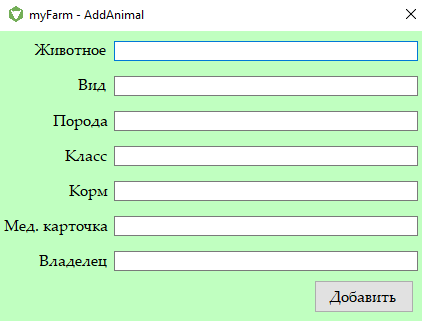 myFarm - AddAnimal
Животное
Вид
Порода
Класс
Корм
Мед. карточка
Владелец
Добавить